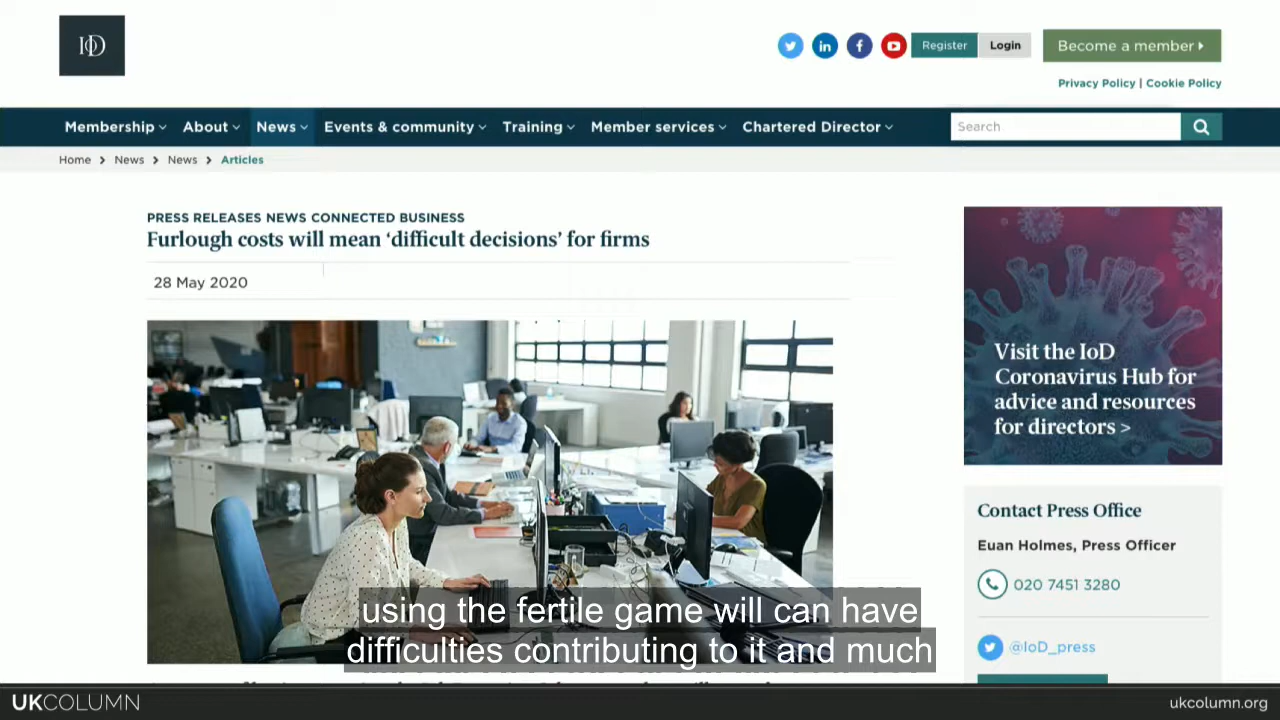 IoD
Register
Login
Become a member
Privacy Policy | Cookie Policy
Membership About News Events & community Training Member services Chartered Director Search
Home News News Articles
PRESS RELEASES NEWS CONNECTED BUSINESS
Furlough costs will mean ‘difficult decisions’ for firms
28 May 2020
Visit the IoD
Coronavirus Hub for
advice and resources
for directors >
Contact Press Office
Euan Holmes, Press Officer
020 7451 3280
@IoD_press
using the fertile game will can have
difficulties contributing to it and much
UKCOLUMN
ukcolumn.org